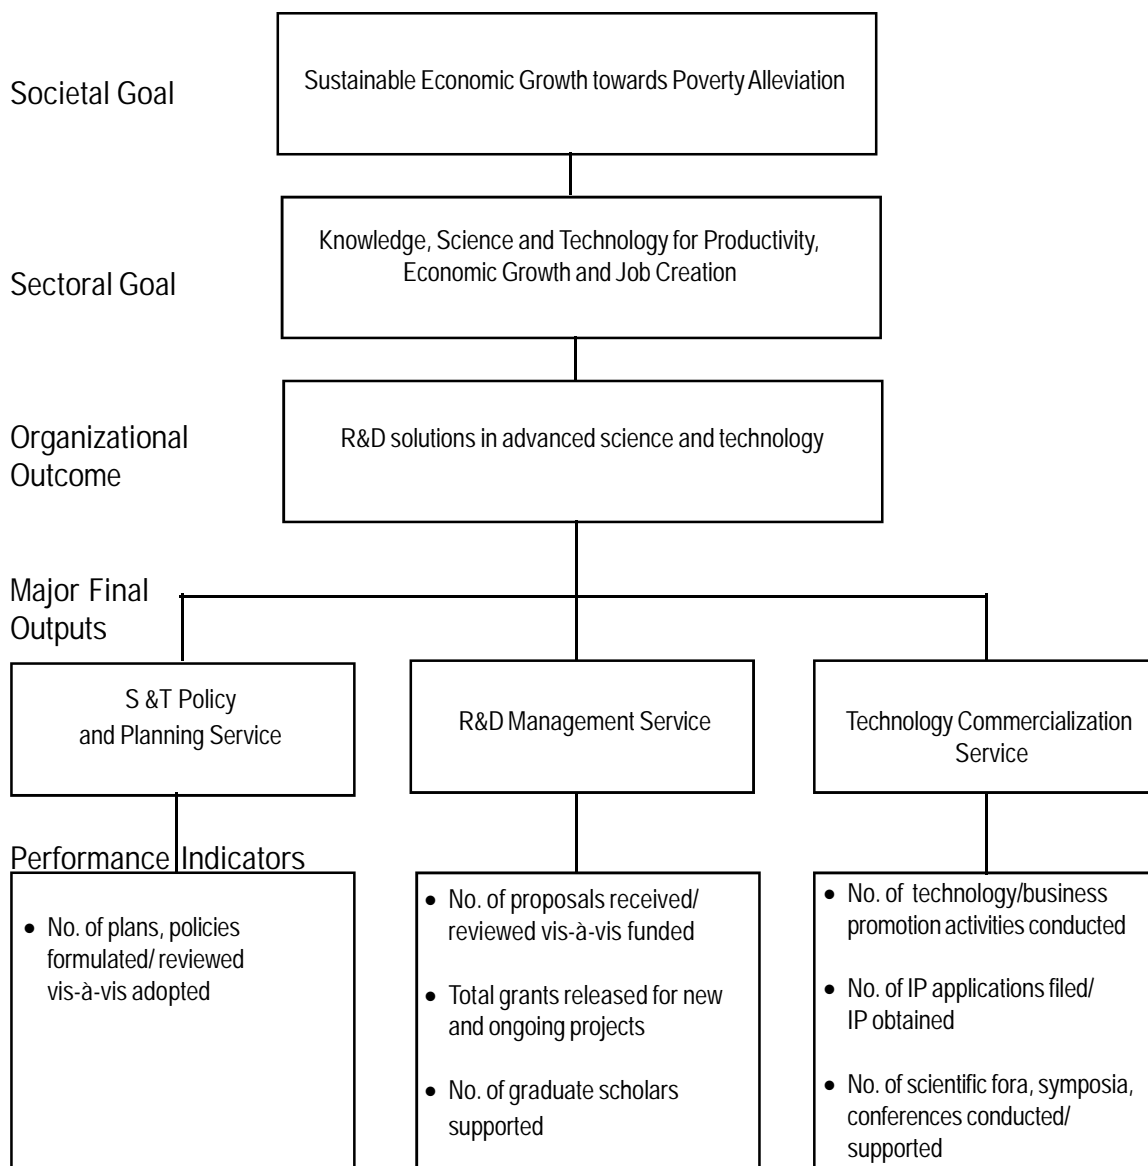 Societal Goal
Sustainable Economic Growth towards Poverty Alleviation
Sectoral Goal
Knowledge, Science and Technology for Productivity,
Economic Growth and Job Creation
Organizational
Outcome
R&D solutions in advanced science and technology
Major Final
Outputs
S &T Policy
and Planning Service
R&D Management Service
Technology Commercialization
Service
Performance Indicators
• No. of plans, policies
formulated/ reviewed
vis-à-vis adopted
• No. of proposals received/
reviewed vis-à-vis funded
• Total grants released for new
and ongoing projects
• No. of graduate scholars
supported
• No. of technology/business
promotion activities conducted
• No. of IP applications filed/
IP obtained
• No. of scientific fora, symposia,
conferences conducted/
supported